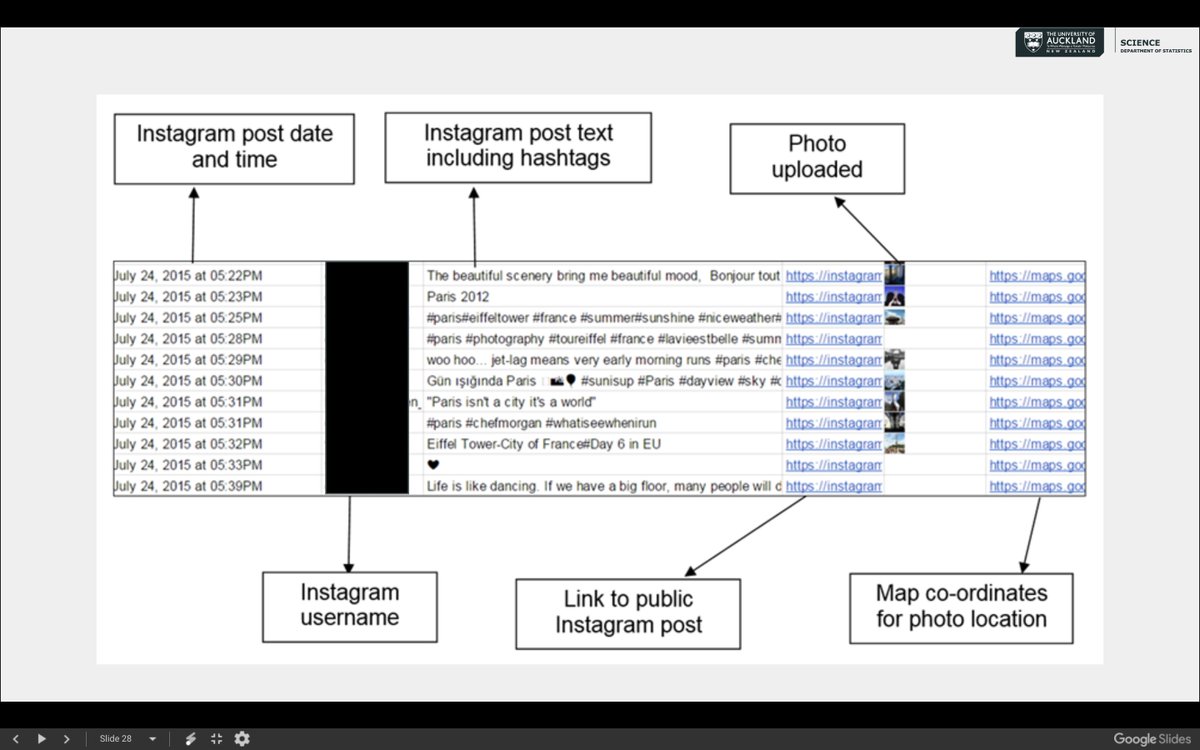 THE UNIVERSITY OF
AUCKLAND
NEW ZEALAND
SCIENCE
DEPARTMENT OF STATISTICS
Instagram post date
and time
Instagram post text
including hashtags
Photo
uploaded
July 24, 2015 at 05:22PM The beautiful scenery bring me beautiful mood, Bonjour tout https://instagram https://maps.goo
July 24, 2015 at 05:23PM Paris 2012 https://instagram https://maps.goo
July 24, 2015 at 05:25PM #paris#eiffeltower #france #summer#sunshine #niceweather# https://instagram https://maps.goo
July 24, 2015 at 05:28PM #paris #photography #toureiffel #france #lavieestbelle #summ https://instagram https://maps.goo
July 24, 2015 at 05:29PM woo hoo... jet-lag means very early morning runs #paris #che https://instagram https://maps.goo
July 24, 2015 at 05:30PM Gün ışığında Paris #sunisup #Paris #dayview #sky #c https://instagram https://maps.goo
July 24, 2015 at 05:31PM en_ "Paris isn't a city it's a world" https://instagram https://maps.goo
July 24, 2015 at 05:31PM #paris #chefmorgan #whatiseewhenirun https://instagram https://maps.goo
July 24, 2015 at 05:32PM Eiffel Tower-City of France#Day 6 in EU https://instagram https://maps.goo
July 24, 2015 at 05:33PM ♥ https://instagram https://maps.goo
July 24, 2015 at 05:39PM Life is like dancing. If we have a big floor, many people will d https://instagram https://maps.goo
Instagram
username
Link to public
Instagram post
Map co-ordinates
for photo location
Slide 28
Google Slides